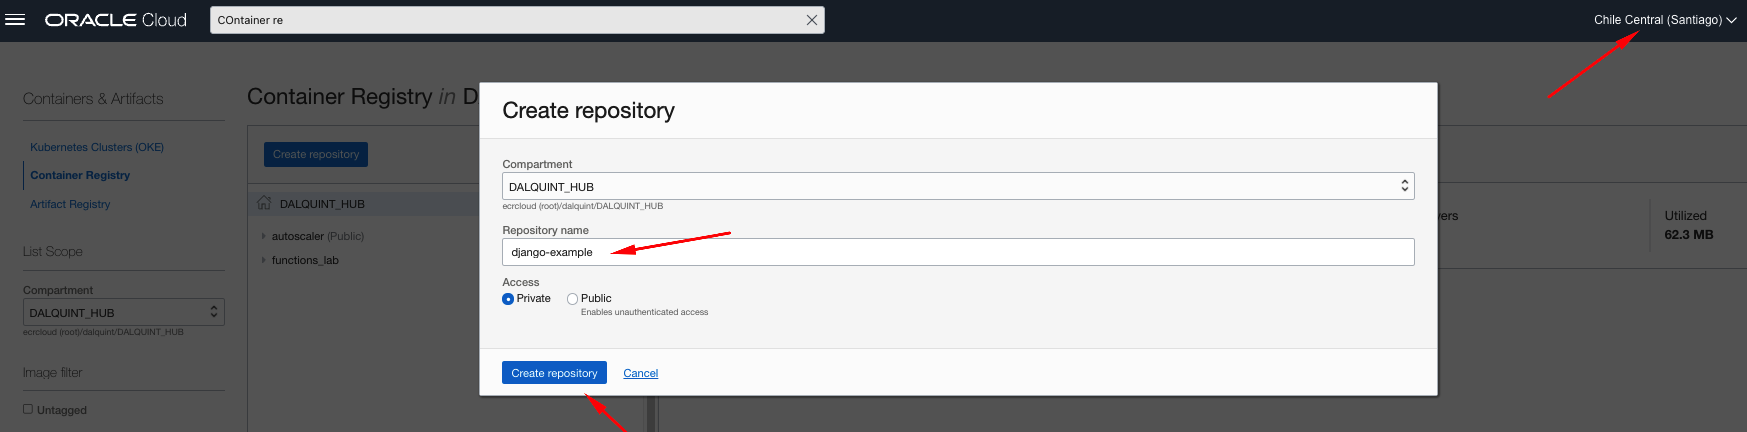 ORACLE Cloud
COntainer re
Chile Central (Santiago)
Containers & Artifacts
Kubernetes Clusters (OKE)
Container Registry
Artifact Registry
List Scope
Compartment
DALQUINT_HUB
ecrcloud (root)/dalquint/DALQUINT_HUB
Image filter
Untagged
Container Registry in D
Create repository
DALQUINT_HUB
autoscaler (Public)
functions_lab
Create repository
Compartment
DALQUINT_HUB
ecrcloud (root)/dalquint/DALQUINT_HUB
Repository name
django-example
Access
Private
Public
Enables unauthenticated access
Create repository
Cancel
ers
Utilized
62.3 MB